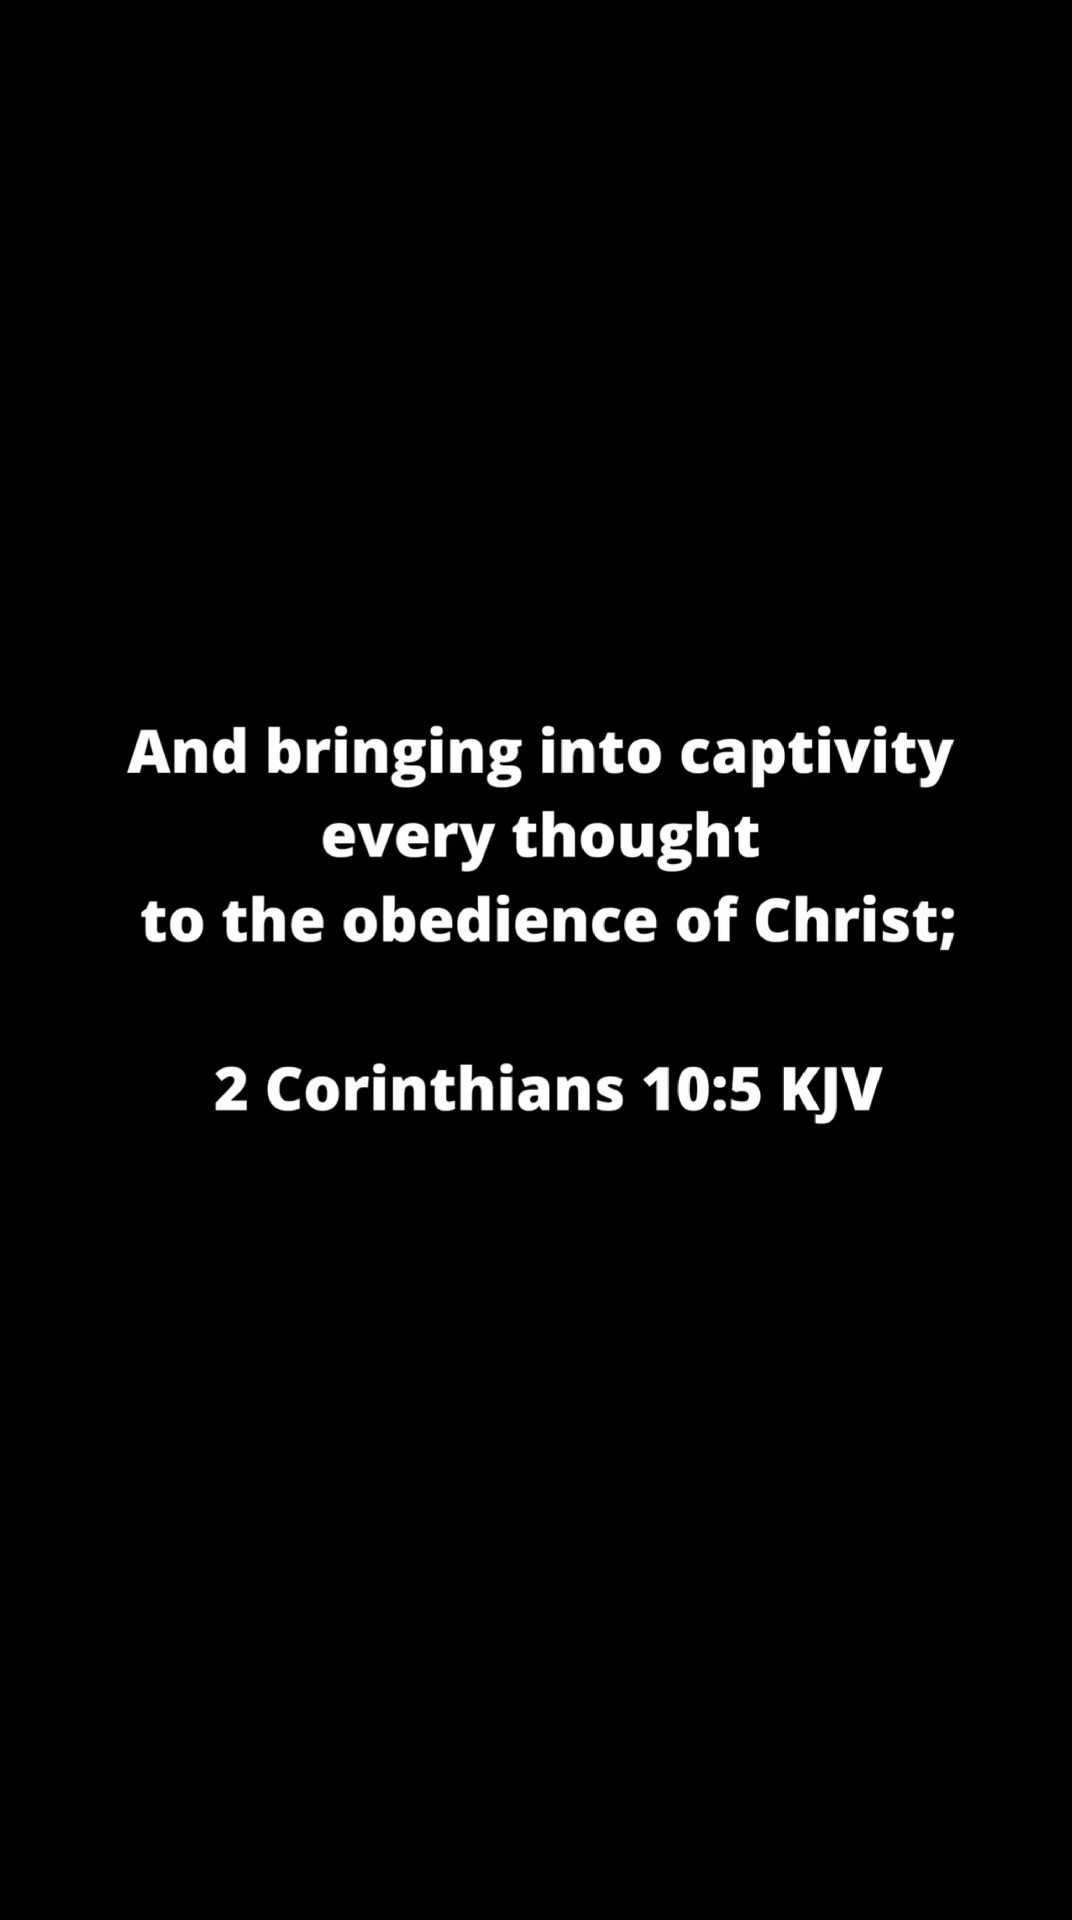 And bringing into captivity
every thought
to the obedience of Christ;
2 Corinthians 10:5 KJV